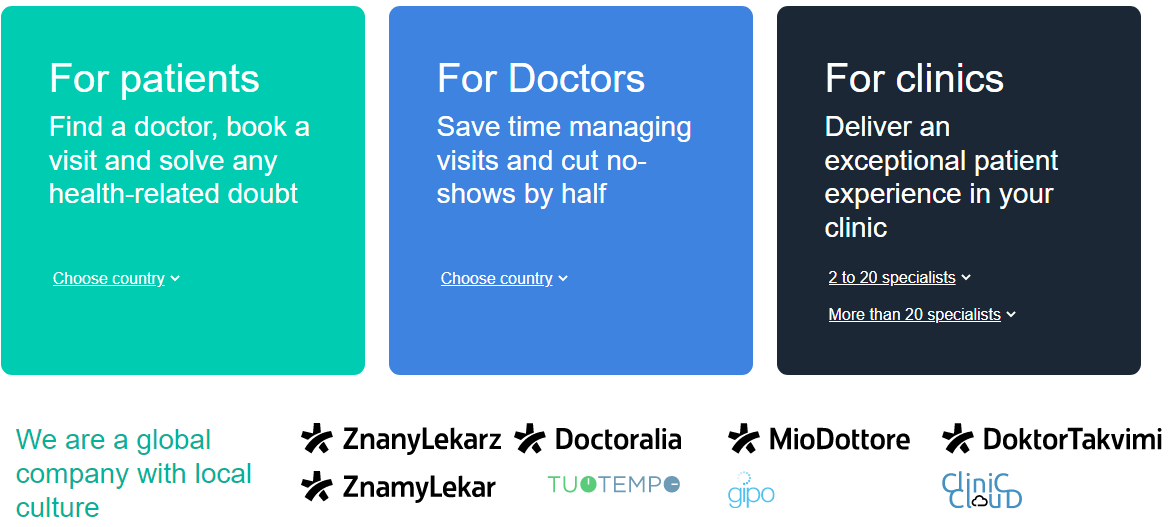 For patients
Find a doctor, book a
visit and solve any
health-related doubt
Choose country
For Doctors
Save time managing
visits and cut no-
shows by half
Choose country
For clinics
Deliver an
exceptional patient
experience in your
clinic
2 to 20 specialists
More than 20 specialists
We are a global
company with local
culture
ZnanyLekarz
Doctoralia
MioDottore
DoktorTakvimi
ZnamyLekar
TUOTEMPO
gipo
CliniC
ClouD